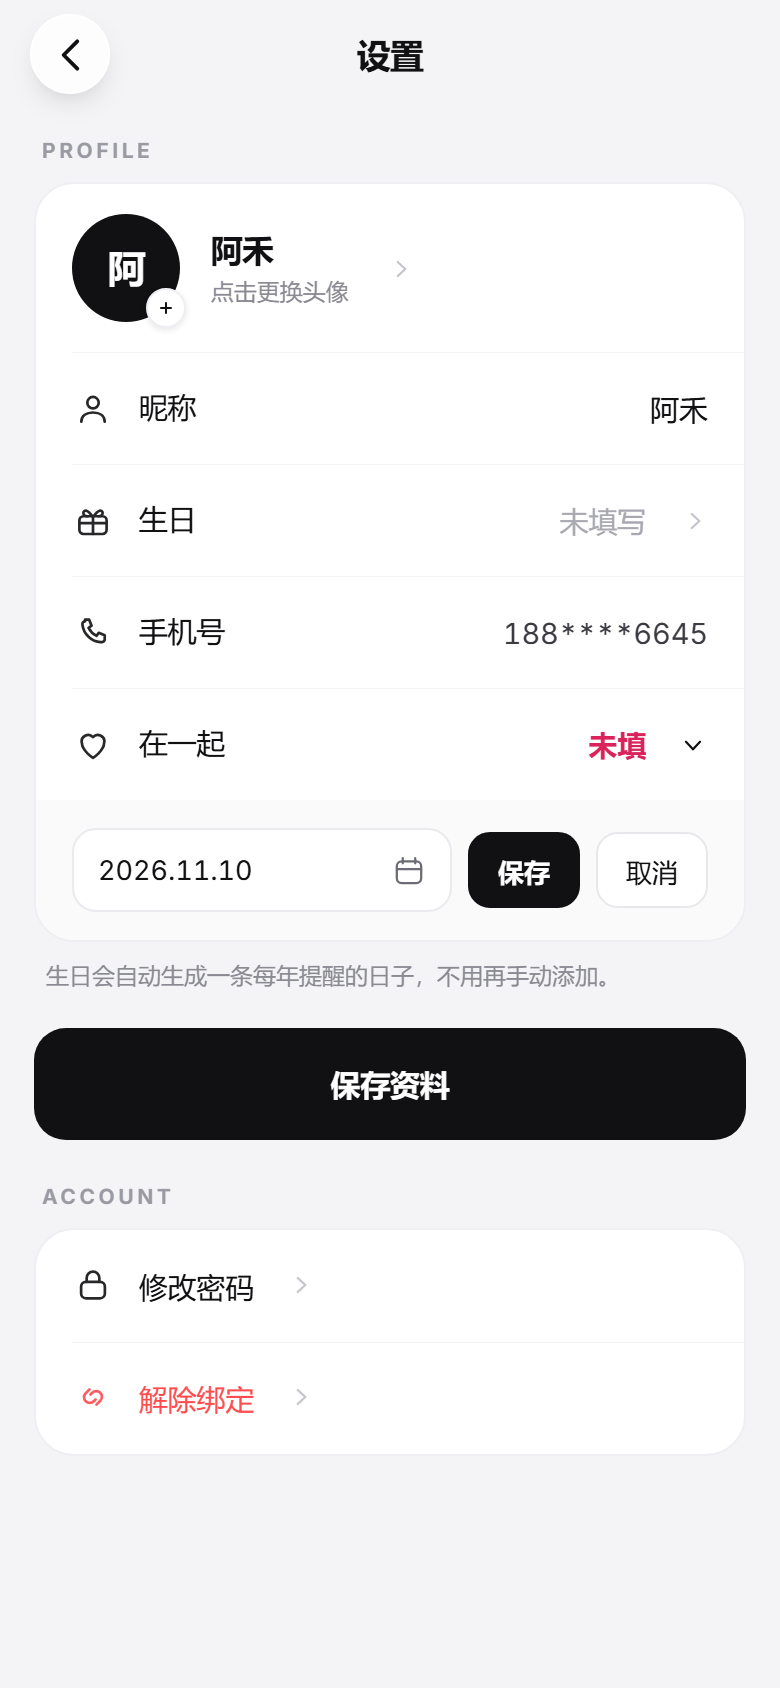 设置
PROFILE
阿
阿禾
点击更换头像
昵称 阿禾
生日 未填写
手机号 188****6645
在一起 未填
2026.11.10 保存 取消
生日会自动生成一条每年提醒的日子，不用再手动添加。
保存资料
ACCOUNT
修改密码
解除绑定